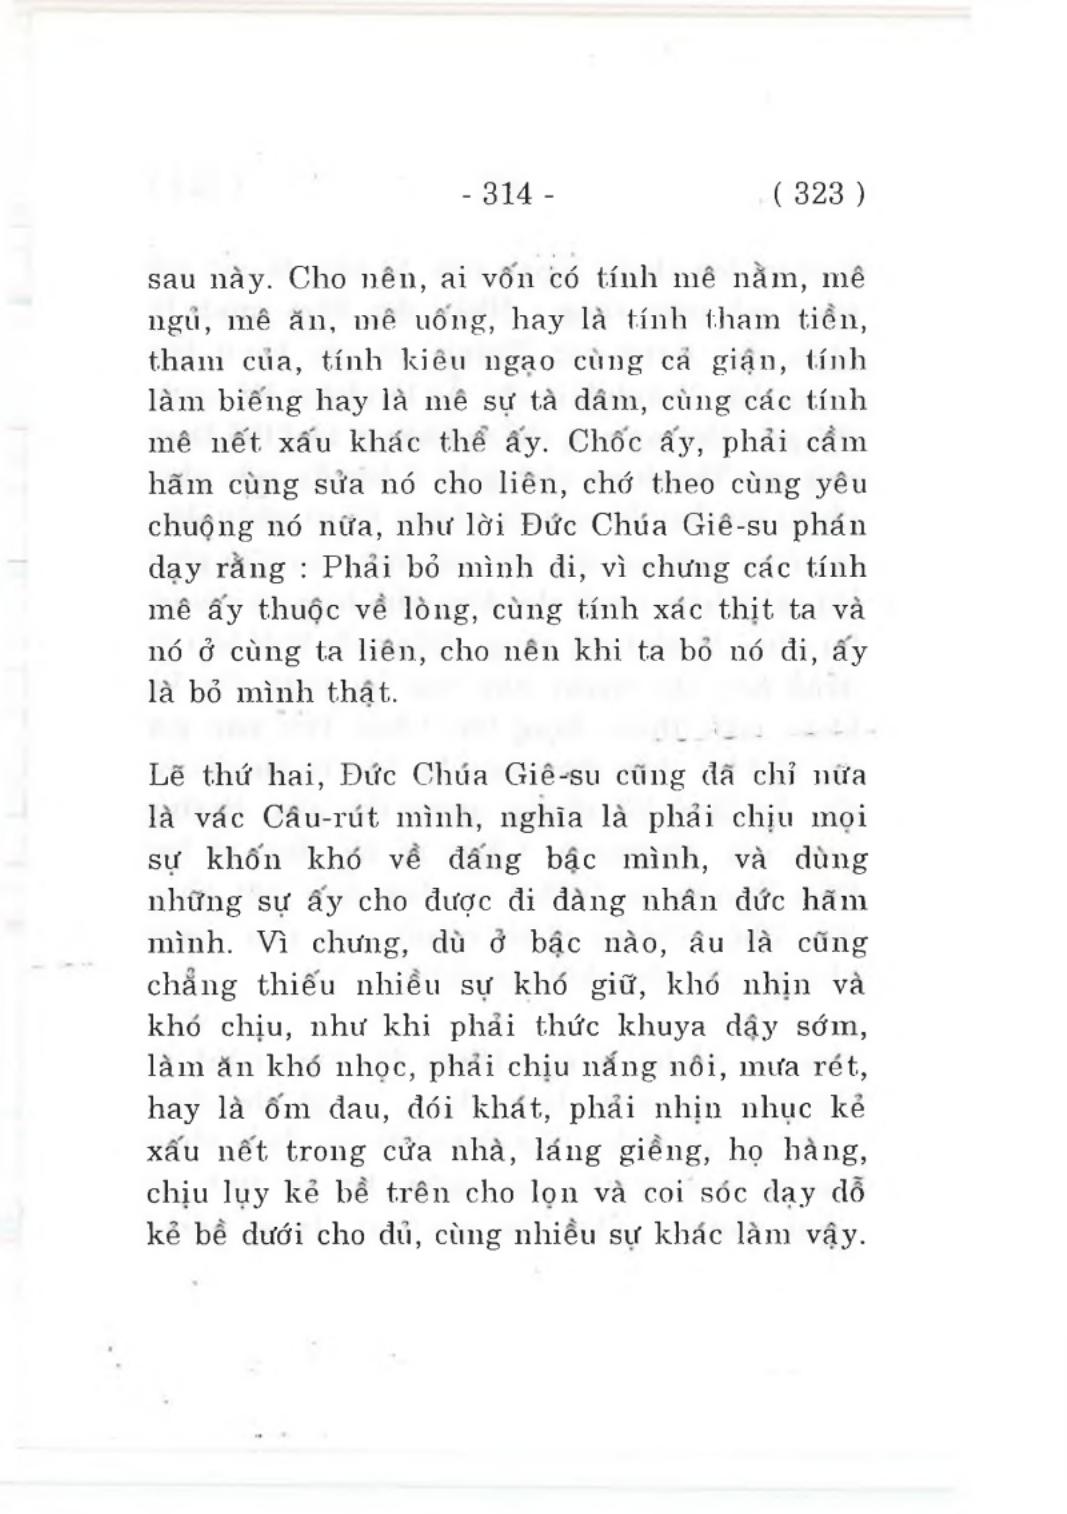 - 314 - ( 323 )
sau này. Cho nên, ai vốn có tính mê nằm, mê
ngủ, mê ăn, mê uống, hay là tính tham tiền,
tham của, tính kiêu ngạo cùng cả giận, tính
làm biếng hay là mê sự tà dâm, cùng các tính
mê nết xấu khác thể ấy. Chốc ấy, phải cầm
hãm cùng sửa nó cho liên, chớ theo cùng yêu
chuộng nó nữa, như lời Đức Chúa Giê-su phán
dạy rằng : Phải bỏ mình đi, vì chưng các tính
mê ấy thuộc về lòng, cùng tính xác thịt ta và
nó ở cùng ta liên, cho nên khi ta bỏ nó đi, ấy
là bỏ mình thật.
Lẽ thứ hai, Đức Chúa Giê-su cũng đã chỉ nữa
là vác Câu-rút mình, nghia là phải chịu mọi
sự khốn khó về đấng bậc mình, và dùng
những sự ấy cho được đi đàng nhân đức hãm
mình. Vì chưng, dù ở bậc nào, âu là cũng
chẳng thiếu nhiều sự khó giữ, khó nhịn và
khó chịu, như khi phải thức khuya dậy sớm,
làm ăn khó nhọc, phải chịu nắng nôi, mưa rét,
hay là ốm đau, đói khát, phải nhịn nhục kẻ
xấu nết trong cửa nhà, láng giềng, họ hàng,
chịu lụy kẻ bề trên cho lọn và coi sóc dạy dỗ
kẻ bề dưới cho đủ, cùng nhiều sự khác làm vậy.